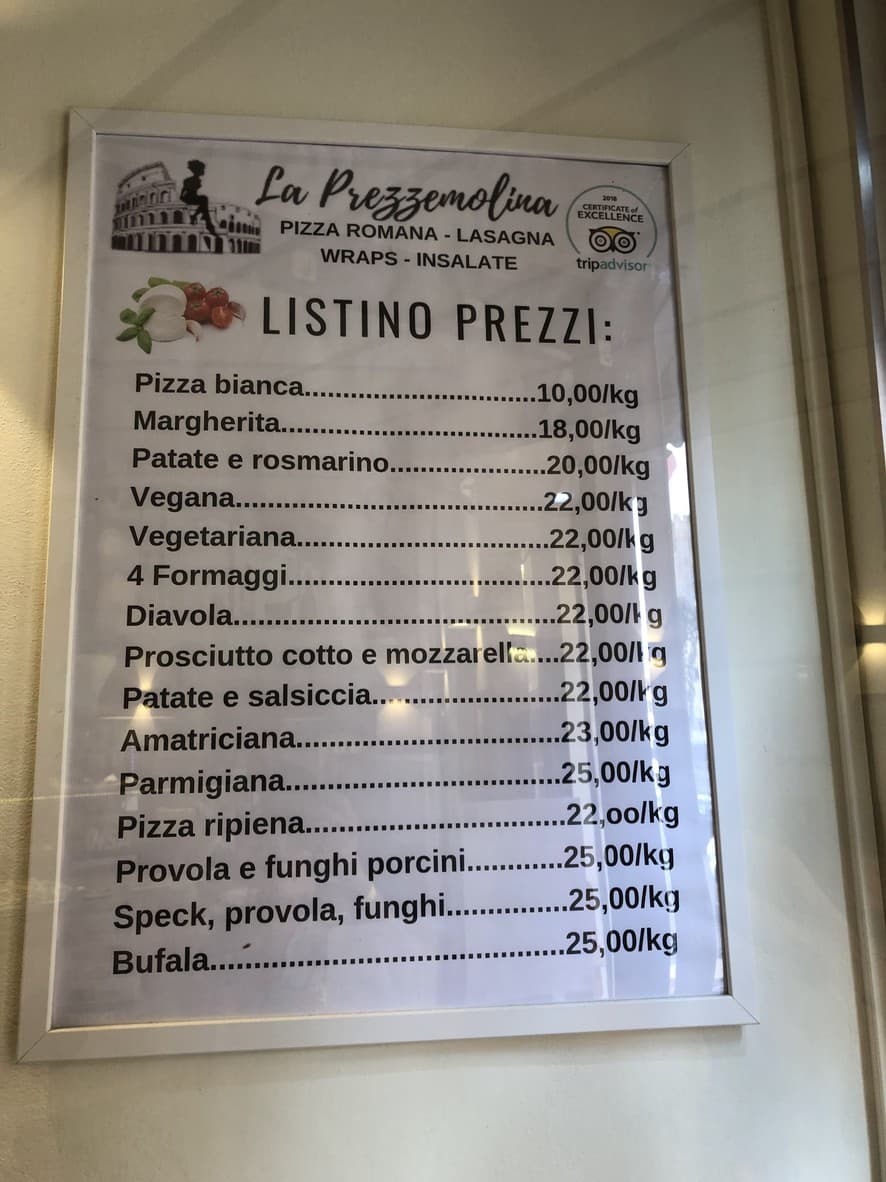 La Prezzemolina
PIZZA ROMANA - LASAGNA
WRAPS - INSALATE
2018
CERTIFICATE of
EXCELLENCE
tripadvisor
LISTINO PREZZI:
Pizza bianca................................10,00/kg
Margherita...................................18,00/kg
Patate e rosmarino......................20,00/kg
Vegana..........................................22,00/kg
Vegetariana..................................22,00/kg
4 Formaggi...................................22,00/kg
Diavola...........................................22,00/kg
Prosciutto cotto e mozzarella....22,00/kg
Patate e salsiccia.........................22,00/kg
Amatriciana...................................23,00/kg
Parmigiana....................................25,00/kg
Pizza ripiena.................................22,oo/kg
Provola e funghi porcini............25,00/kg
Speck, provola, funghi...............25,00/kg
Bufala.............................................25,00/kg